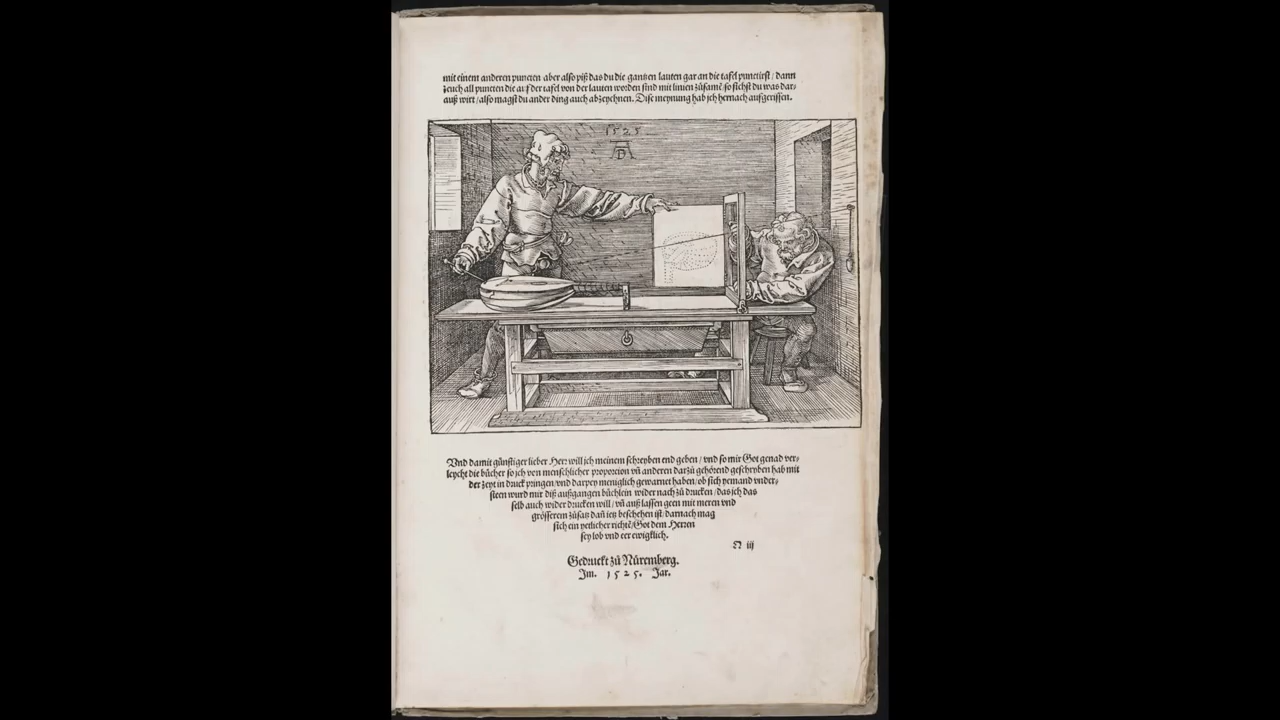 mit einem anderen puncten aber also piß das du die gantzen lauten gar an die tafel punctirst / dann
zeuch all puncten die auf der tafel von der lauten worden sind mit linien zůsamē / so sichst du was dar-
auß wirt / also magst du ander ding auch abzeychnen. Dise meynung hab jch hernach aufgerissen.
1525
AD
Vnd damit günstiger lieber Herr will ich meinem schreyben end geben / vnd so mir Got genad ver-
leycht die bücher so ich von menschlicher proporcion vñ anderen darzů gehörend geschryben hab mit
der zeyt in druck pringen / vnd darpey meniglich gewarnet haben / ob sich yemand vnder-
steen wurd mir diß außgangen büchlein wider nach zů drucken / das ich das
selb auch wider drucken will / vñ auß lassen geen mit meren vnd
grösserem zůsatz dañ ietz beschehen ist / darnach mag
sich ein yetlicher richtē / Got dem Herren
sey lob vnd eer ewigklich.
N iij
Gedruckt zů Nüremberg.
Im. 1525. Jar.